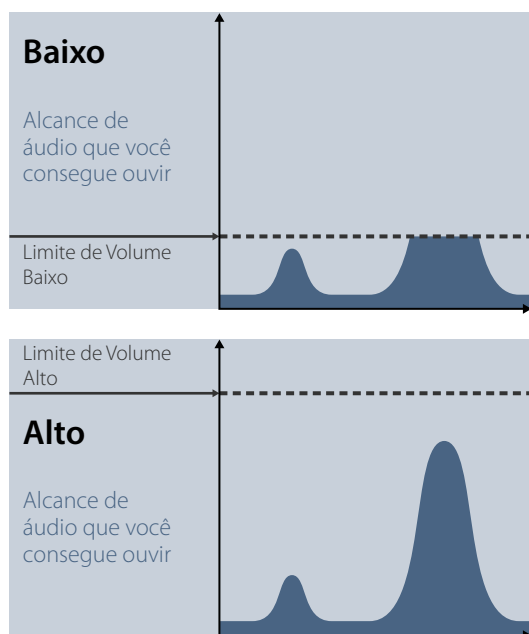 Baixo
Alcance de
áudio que você
consegue ouvir
Limite de Volume
Baixo
Limite de Volume
Alto
Alto
Alcance de
áudio que você
consegue ouvir